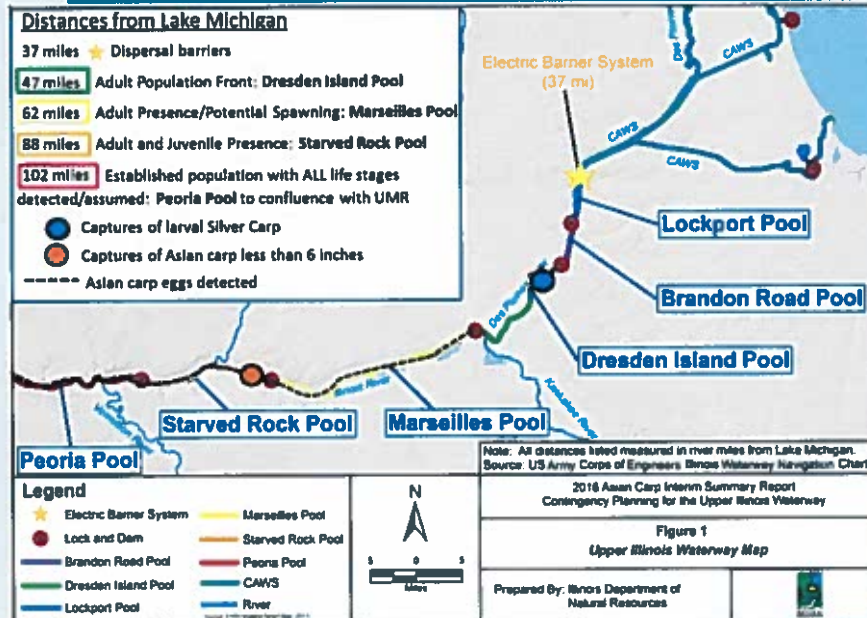 Distances from Lake Michigan
37 miles Dispersal barriers
47 miles Adult Population Front: Dresden Island Pool
62 miles Adult Presence/Potential Spawning: Marseilles Pool
88 miles Adult and Juvenile Presence: Starved Rock Pool
102 miles Established population with ALL life stages
detected/assumed: Peoria Pool to confluence with UMR
Captures of larval Silver Carp
Captures of Asian carp less than 6 inches
Asian carp eggs detected
CAWS
Electric Barrier System
(37 mi)
CAWS
CAWS
Lockport Pool
Brandon Road Pool
Des Plaines
Dresden Island Pool
Kankakee River
Illinois River
Marseilles Pool
Starved Rock Pool
Peoria Pool
Note: All distances listed measured in river miles from Lake Michigan.
Source: US Army Corps of Engineers Illinois Waterway Navigation Chart
Legend
Electric Barrier System
Lock and Dam
Brandon Road Pool
Dresden Island Pool
Lockport Pool
Marseilles Pool
Starved Rock Pool
Peoria Pool
CAWS
River
N
5 0 5
Miles
2016 Asian Carp Interim Summary Report
Contingency Planning for the Upper Illinois Waterway
Figure 1
Upper Illinois Waterway Map
Prepared By: Illinois Department of
Natural Resources